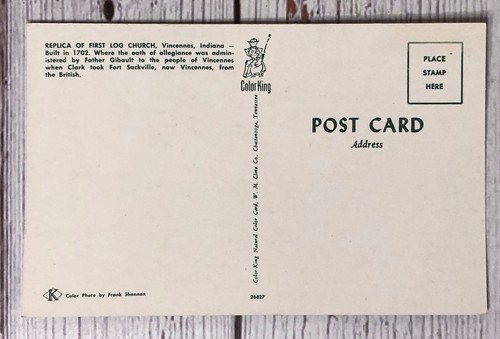 REPLICA OF FIRST LOG CHURCH, Vincennes, Indiana —
Built in 1702. Where the oath of allegiance was admin-
istered by Father Gibault to the people of Vincennes
when Clark took Fort Sackville, now Vincennes, from
the British.
ColorKing
PLACE
STAMP
HERE
POST CARD
Address
Color-King Natural Color Card, W. M. Cline Co., Chattanooga, Tennessee
K Color Photo by Frank Shannon
26827